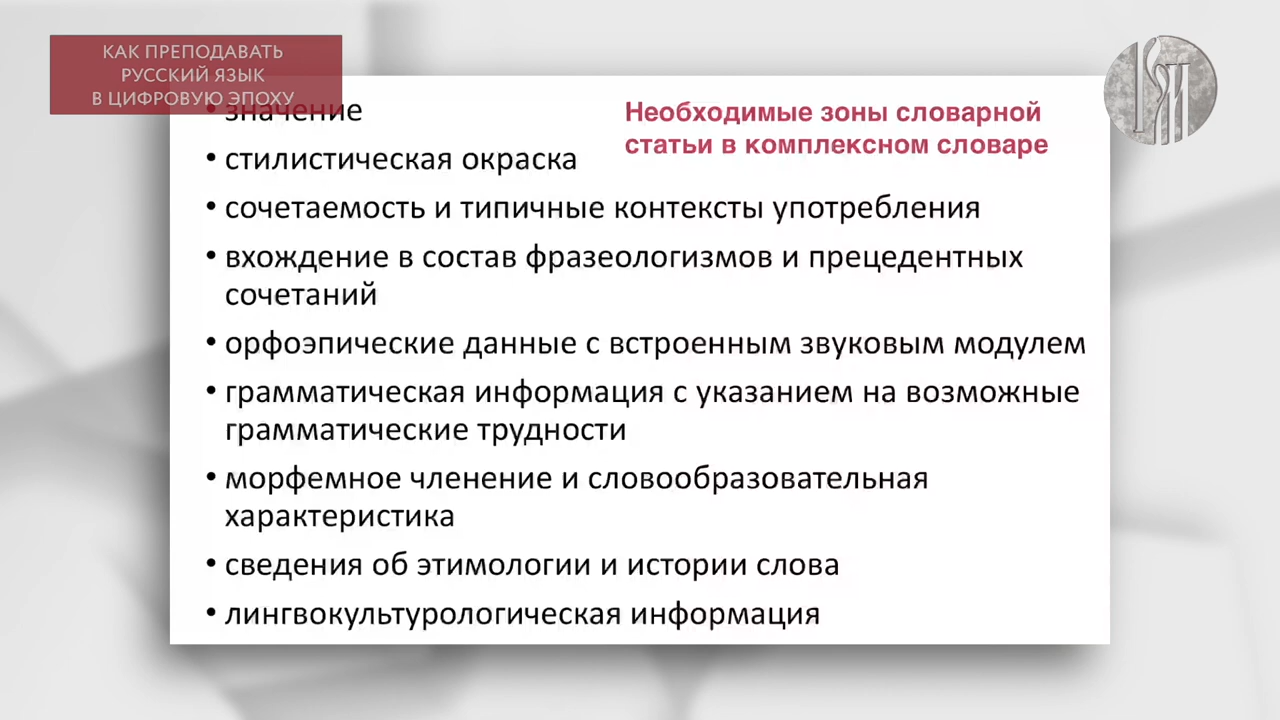 КАК ПРЕПОДАВАТЬ
РУССКИЙ ЯЗЫК
В ЦИФРОВУЮ ЭПОХУ
Необходимые зоны словарной
статьи в комплексном словаре
• значение
• стилистическая окраска
• сочетаемость и типичные контексты употребления
• вхождение в состав фразеологизмов и прецедентных
сочетаний
• орфоэпические данные с встроенным звуковым модулем
• грамматическая информация с указанием на возможные
грамматические трудности
• морфемное членение и словообразовательная
характеристика
• сведения об этимологии и истории слова
• лингвокультурологическая информация